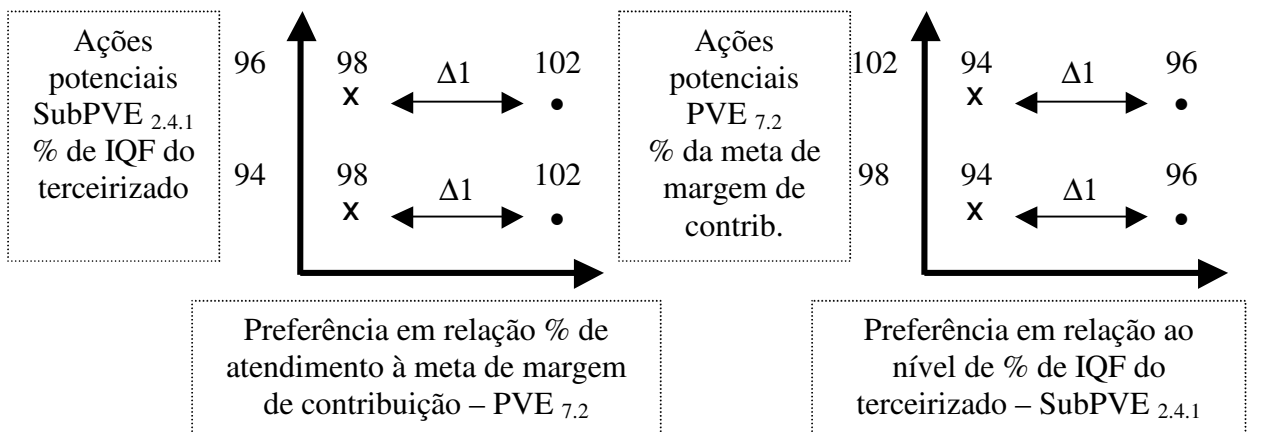 Ações
potenciais
SubPVE 2.4.1
% de IQF do
terceirizado
96
98
Δ1
102
x
•
94
98
Δ1
102
x
•
Preferência em relação % de
atendimento à meta de margem
de contribuição – PVE 7.2
Ações
potenciais
PVE 7.2
% da meta de
margem de
contrib.
102
94
Δ1
96
x
•
98
94
Δ1
96
x
•
Preferência em relação ao
nível de % de IQF do
terceirizado – SubPVE 2.4.1